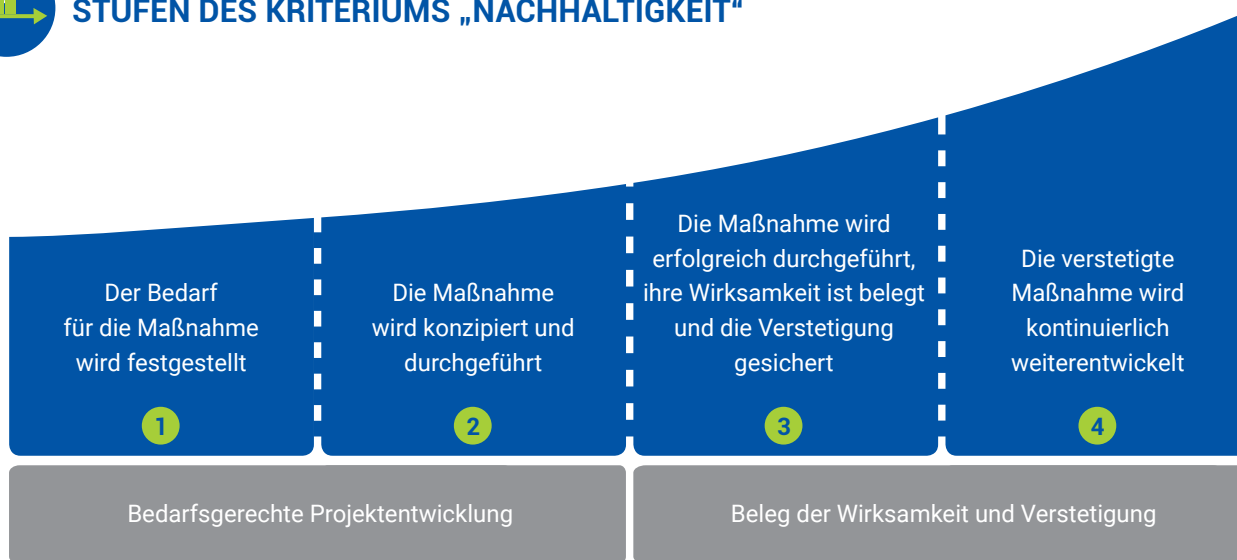 STUFEN DES KRITERIUMS „NACHHALTIGKEIT“
Der Bedarf
für die Maßnahme
wird festgestellt
1
Die Maßnahme
wird konzipiert und
durchgeführt
2
Die Maßnahme wird
erfolgreich durchgeführt,
ihre Wirksamkeit ist belegt
und die Verstetigung
gesichert
3
Die verstetigte
Maßnahme wird
kontinuierlich
weiterentwickelt
4
Bedarfsgerechte Projektentwicklung
Beleg der Wirksamkeit und Verstetigung